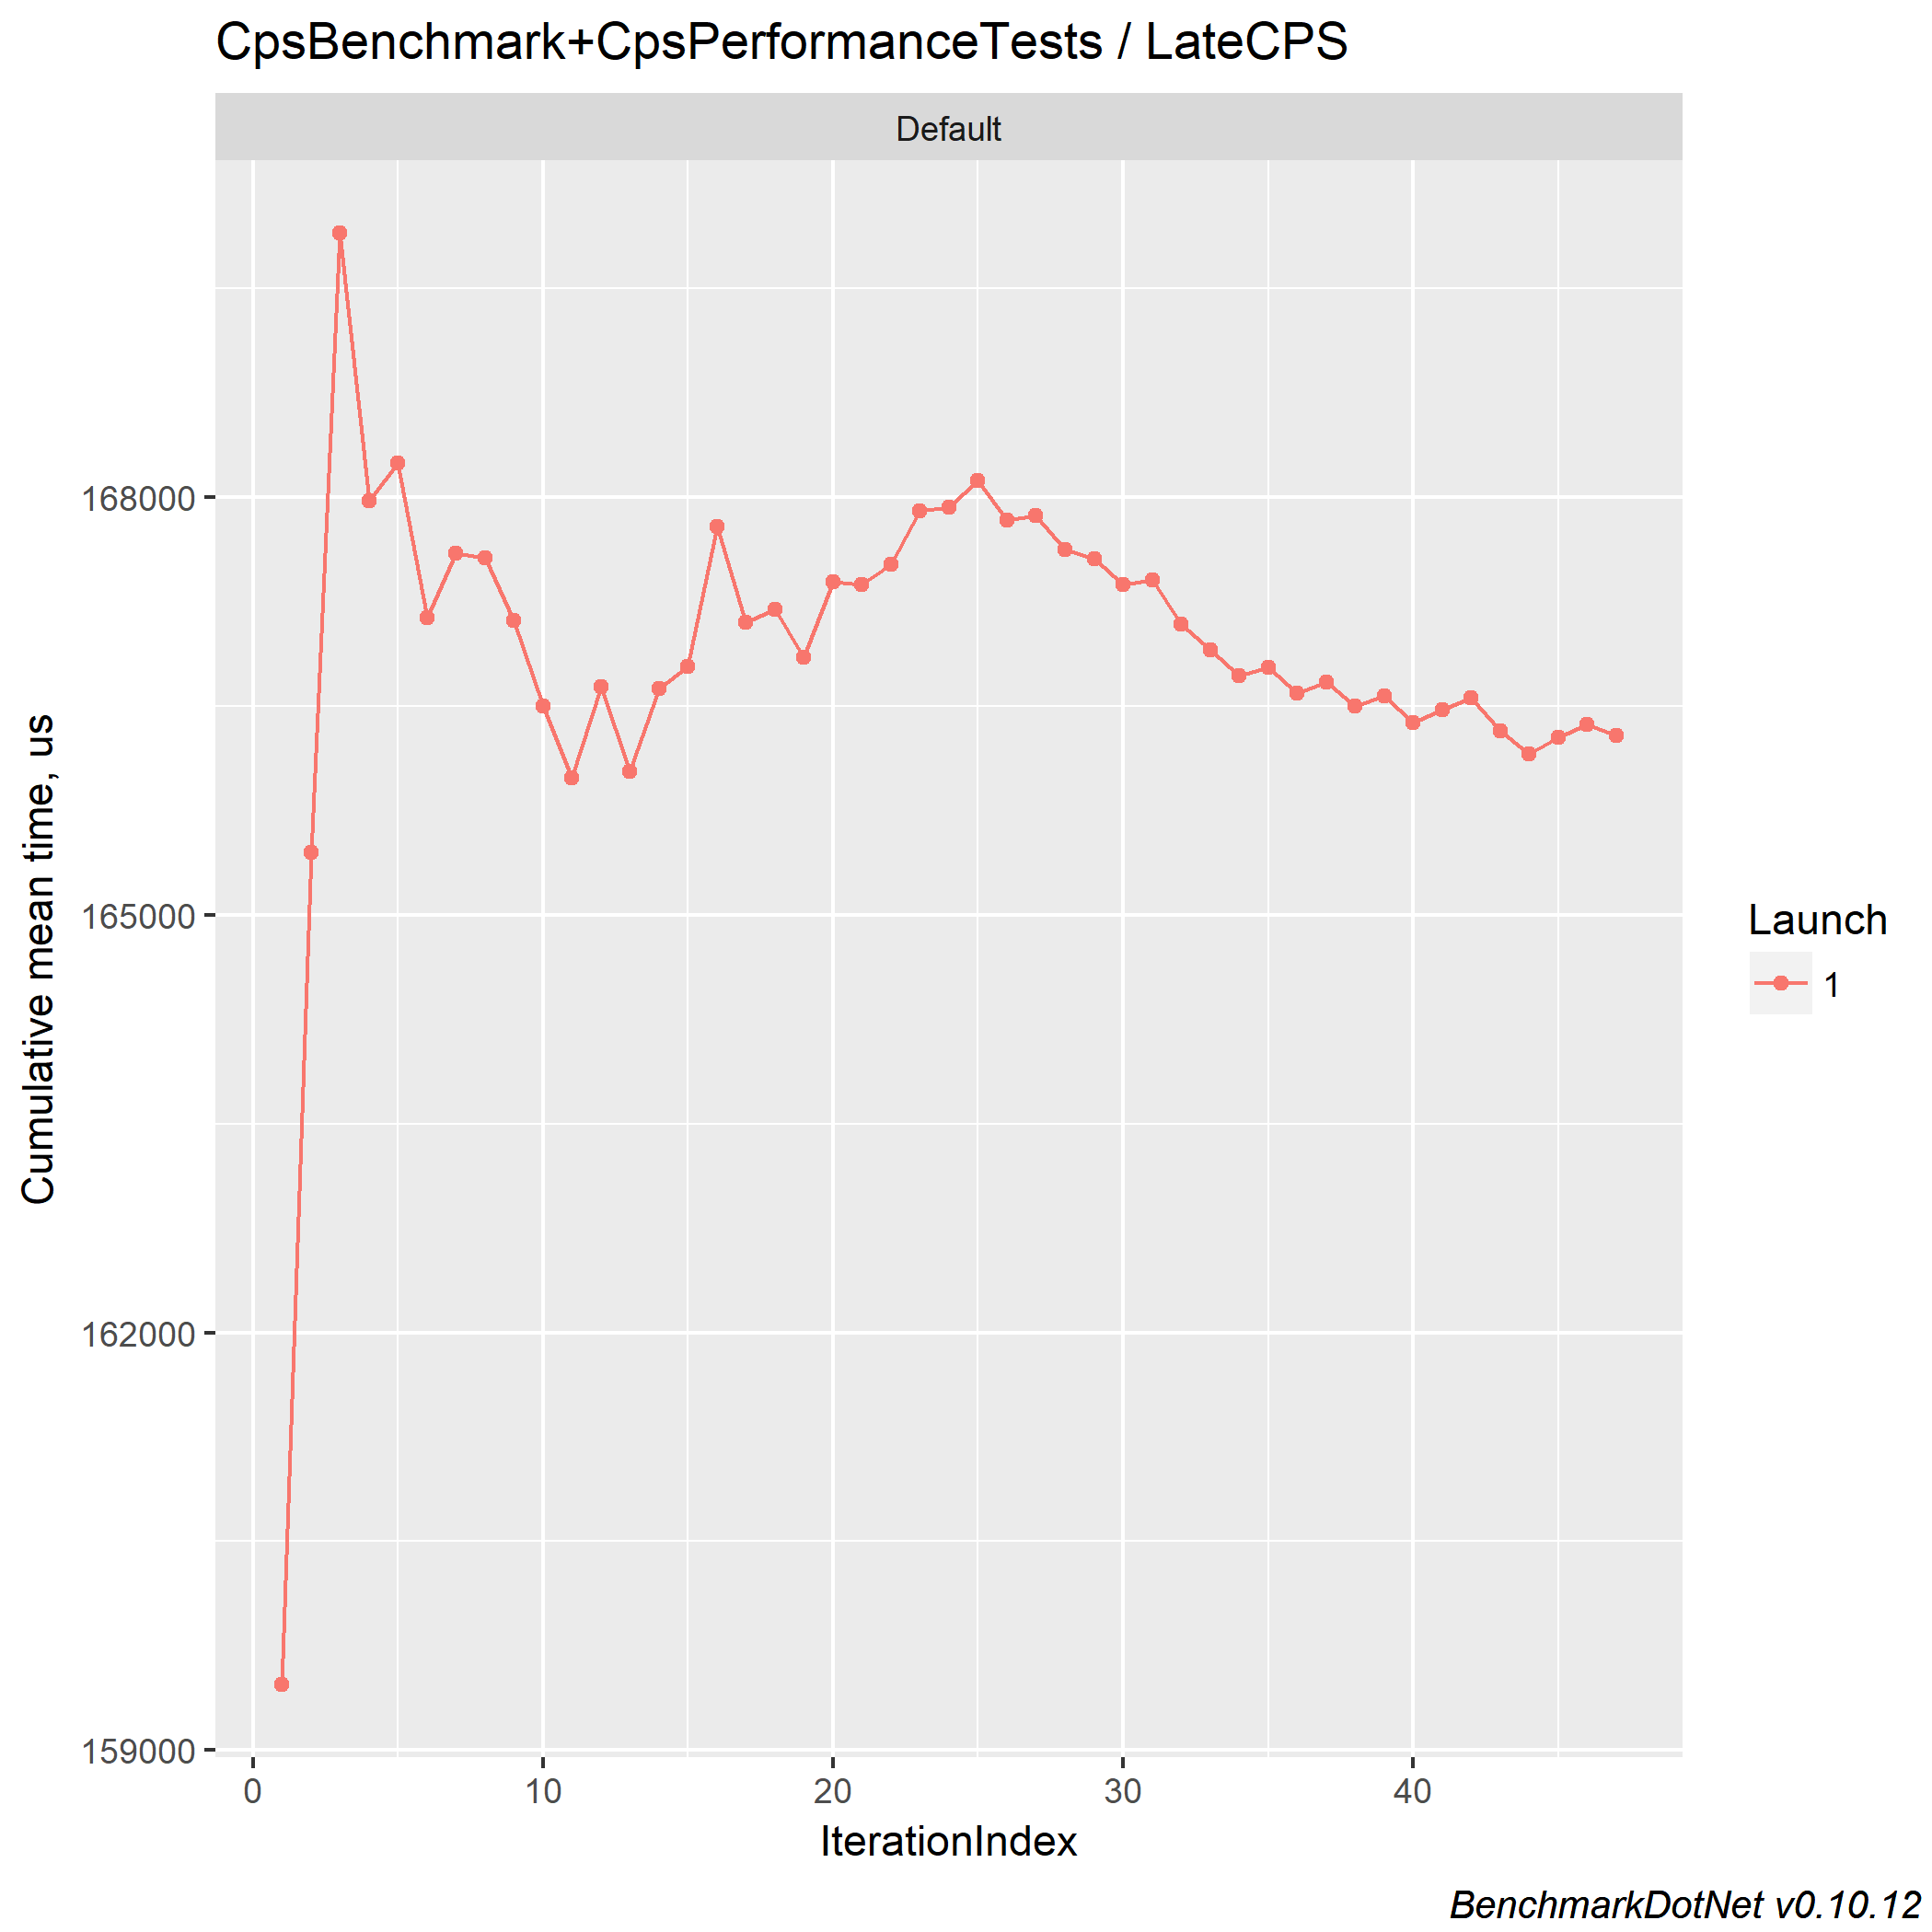 CpsBenchmark+CpsPerformanceTests / LateCPS
Default
Cumulative mean time, us
168000
165000
162000
159000
0 10 20 30 40
IterationIndex
Launch
1
BenchmarkDotNet v0.10.12